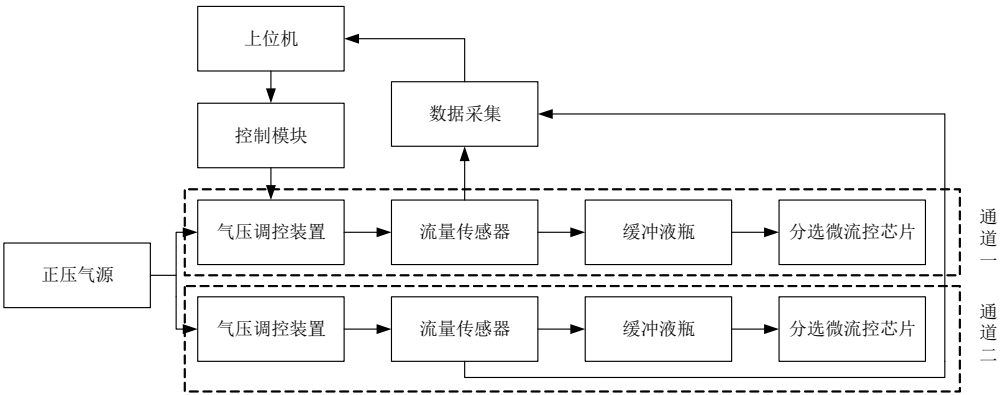 上位机
控制模块
数据采集
气压调控装置
流量传感器
缓冲液瓶
分选微流控芯片
通道一
正压气源
气压调控装置
流量传感器
缓冲液瓶
分选微流控芯片
通道二